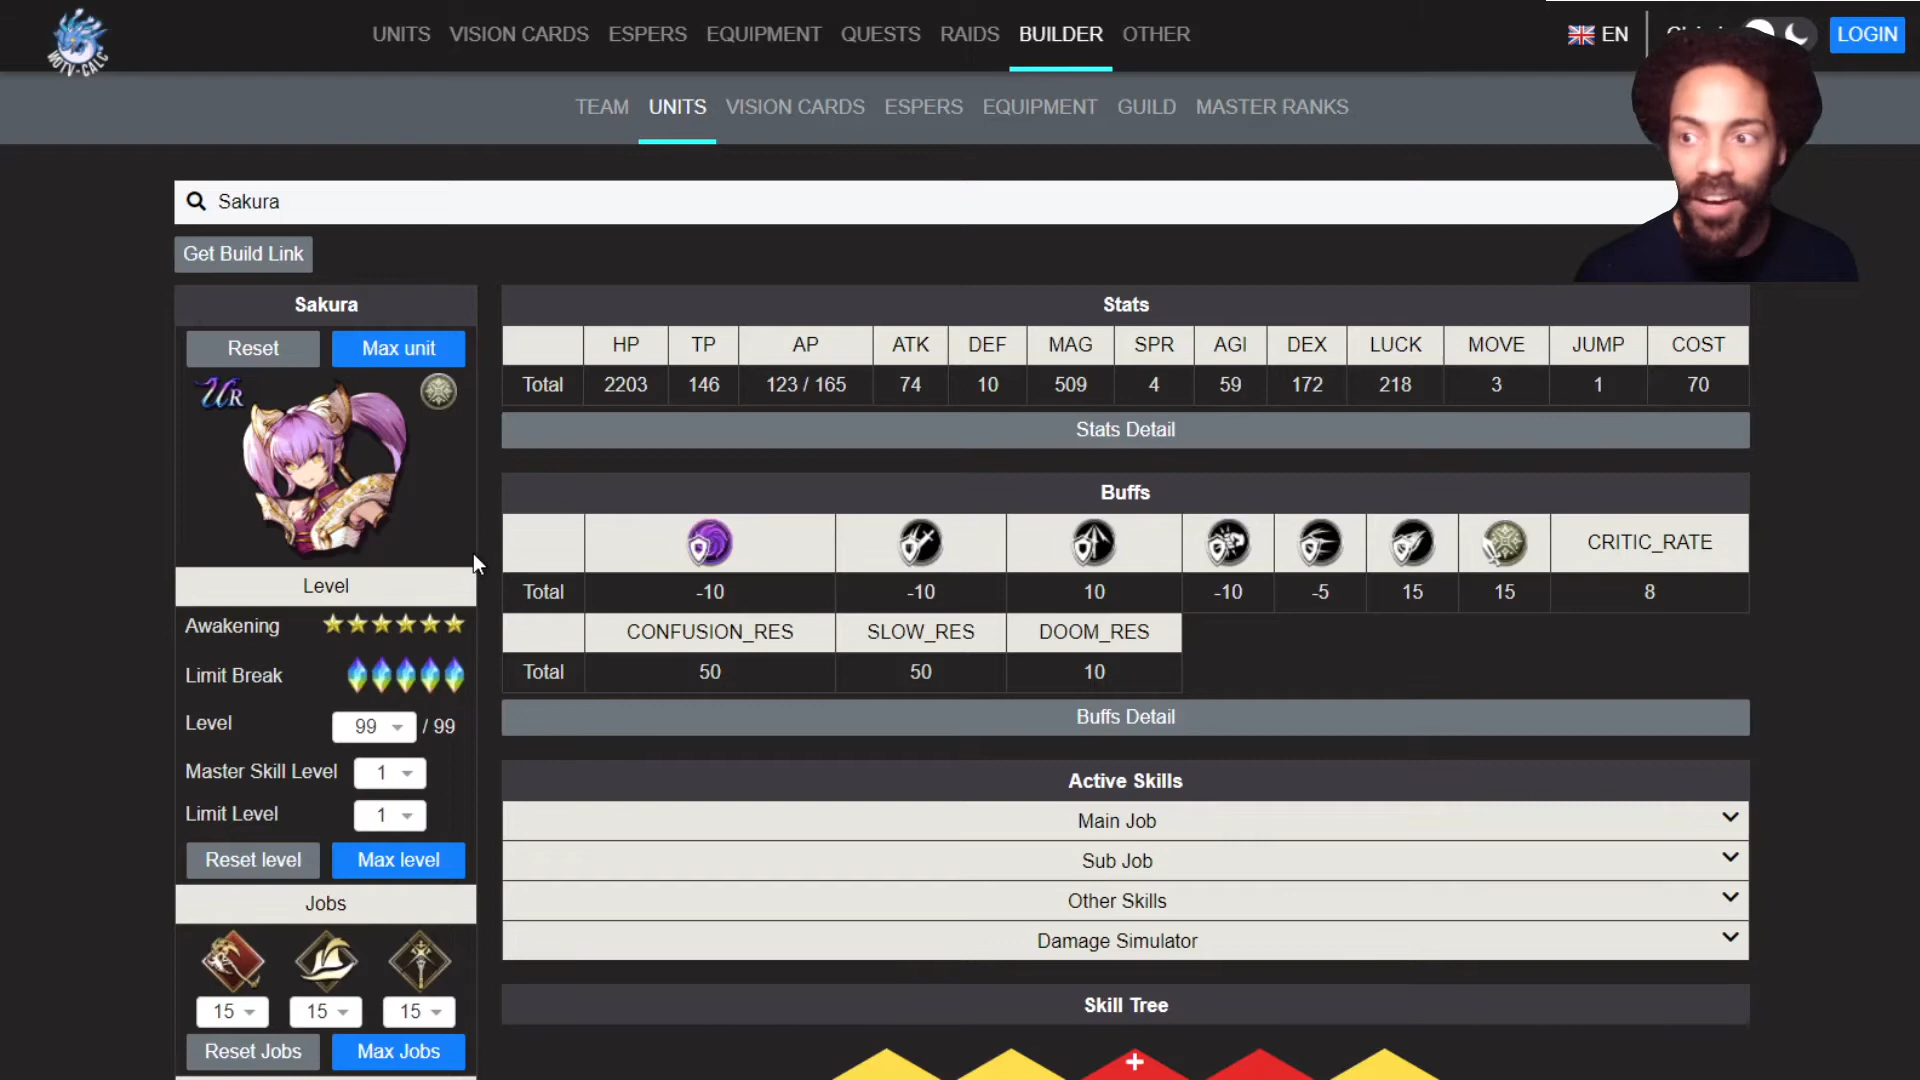 WOTV-CALC
UNITS VISION CARDS ESPERS EQUIPMENT QUESTS RAIDS BUILDER OTHER
EN LOGIN
TEAM UNITS VISION CARDS ESPERS EQUIPMENT GUILD MASTER RANKS
Sakura
Get Build Link
Sakura
Reset Max unit
UR
Level
Awakening
Limit Break
Level 99 / 99
Master Skill Level 1
Limit Level 1
Reset level Max level
Jobs
15 15 15
Reset Jobs Max Jobs
Stats
HP TP AP ATK DEF MAG SPR AGI DEX LUCK MOVE JUMP COST
Total 2203 146 123 / 165 74 10 509 4 59 172 218 3 1 70
Stats Detail
Buffs
CRITIC_RATE
Total -10 -10 10 -10 -5 15 15 8
CONFUSION_RES SLOW_RES DOOM_RES
Total 50 50 10
Buffs Detail
Active Skills
Main Job
Sub Job
Other Skills
Damage Simulator
Skill Tree
+